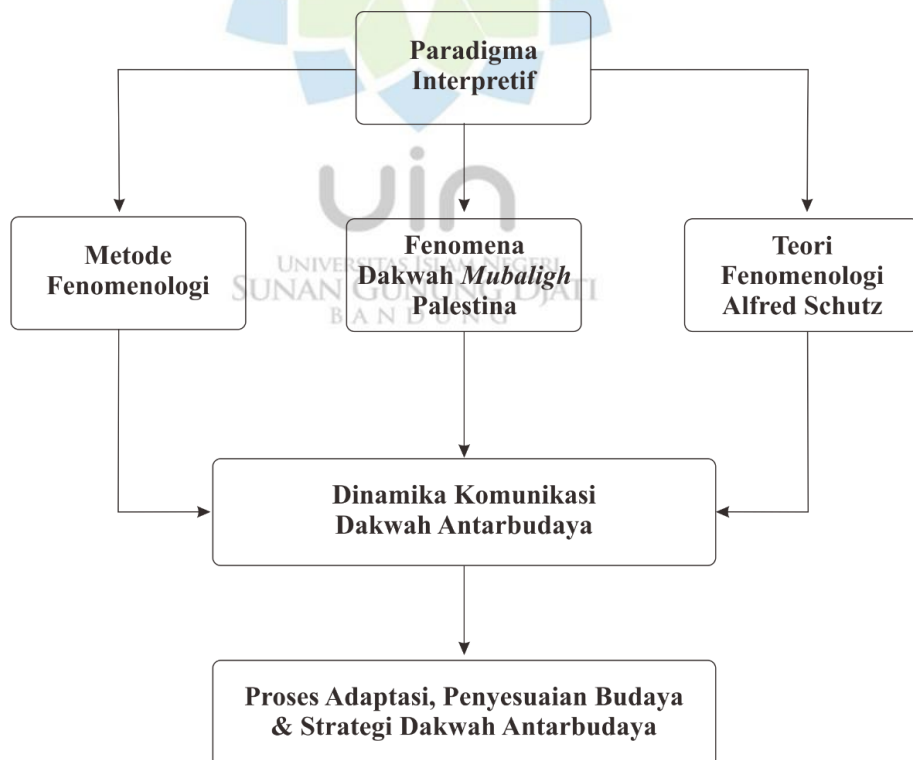 Paradigma
Interpretif
uin
UNIVERSITAS ISLAM NEGERI
SUNAN GUNUNG DJATI
BANDUNG
Metode
Fenomenologi
Fenomena
Dakwah Mubaligh
Palestina
Teori
Fenomenologi
Alfred Schutz
Dinamika Komunikasi
Dakwah Antarbudaya
Proses Adaptasi, Penyesuaian Budaya
& Strategi Dakwah Antarbudaya